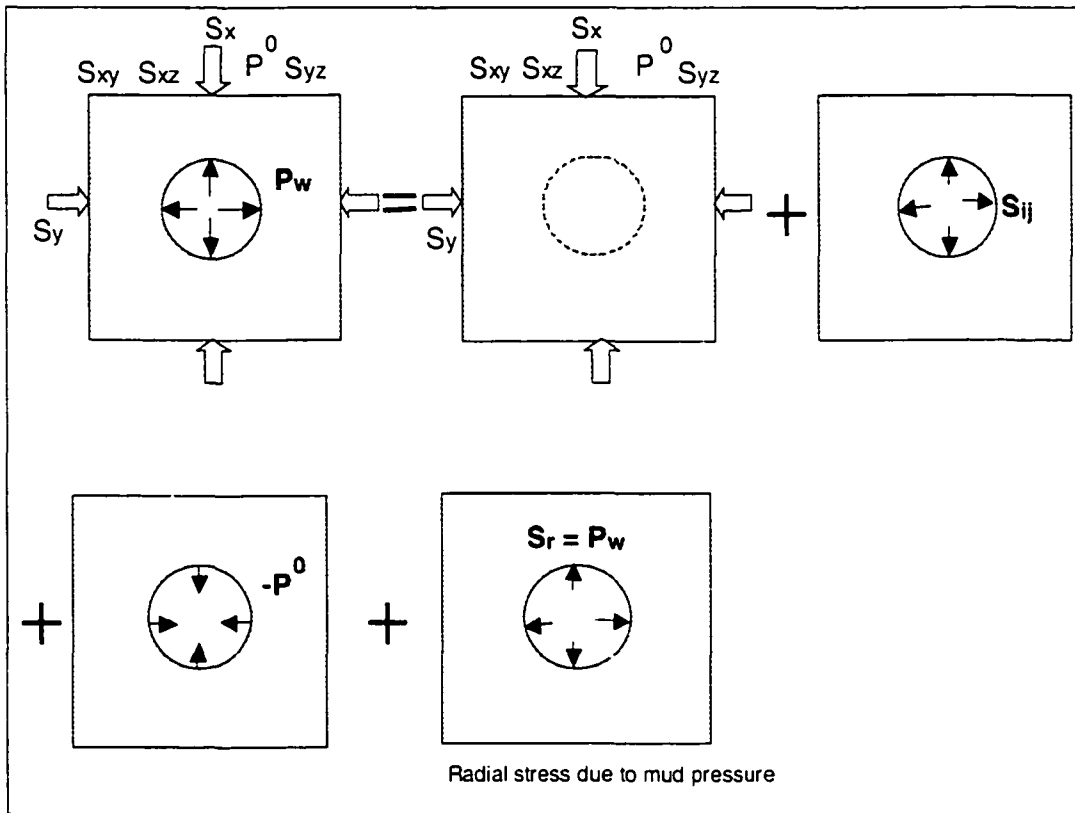 Sx
Sxy Sxz P0 Syz
Pw
Sy
=
Sx
Sxy Sxz P0 Syz
Sy
+
Sij
+
-P0
+
Sr = Pw
Radial stress due to mud pressure